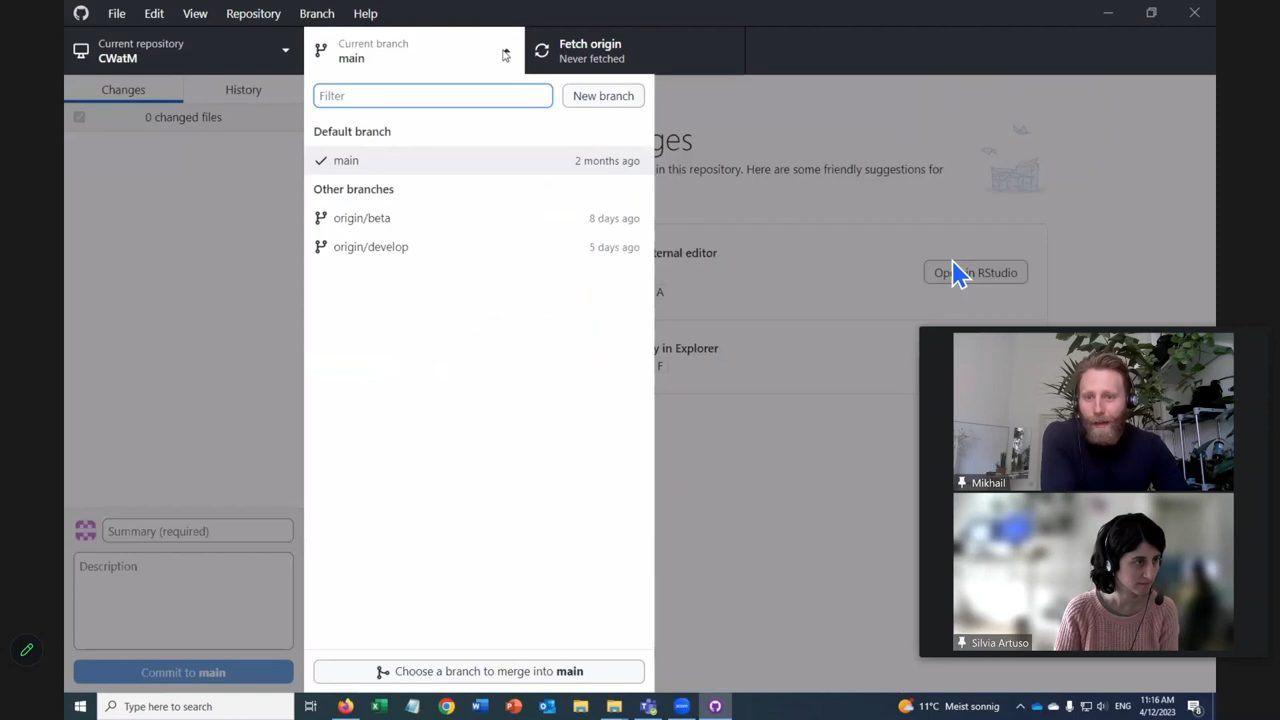 File Edit View Repository Branch Help
Current repository
CWatM
Current branch
main
Fetch origin
Never fetched
Changes History
0 changed files
Filter
New branch
Default branch
main 2 months ago
Other branches
origin/beta 8 days ago
origin/develop 5 days ago
ges
in this repository. Here are some friendly suggestions for
ernal editor
A
RStudio
y in Explorer
F
Mikhail
Silvia Artuso
Summary (required)
Description
Commit to main
Choose a branch to merge into main
Type here to search
11°C Meist sonnig
ENG
11:16 AM
4/12/2023